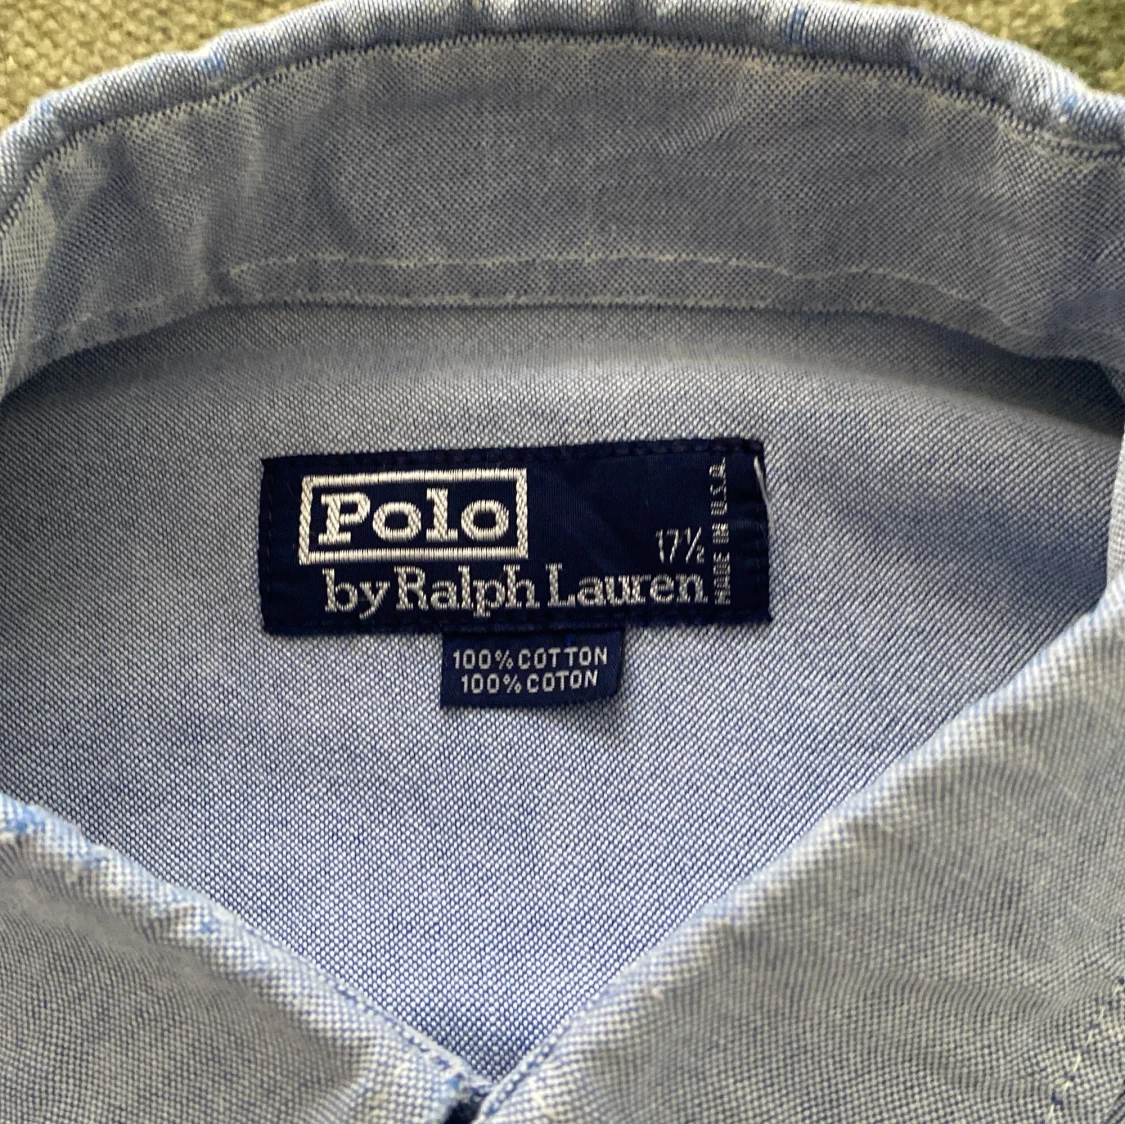 Polo
17½
by Ralph Lauren
MADE IN U.S.A.
100% COTTON
100% COTON